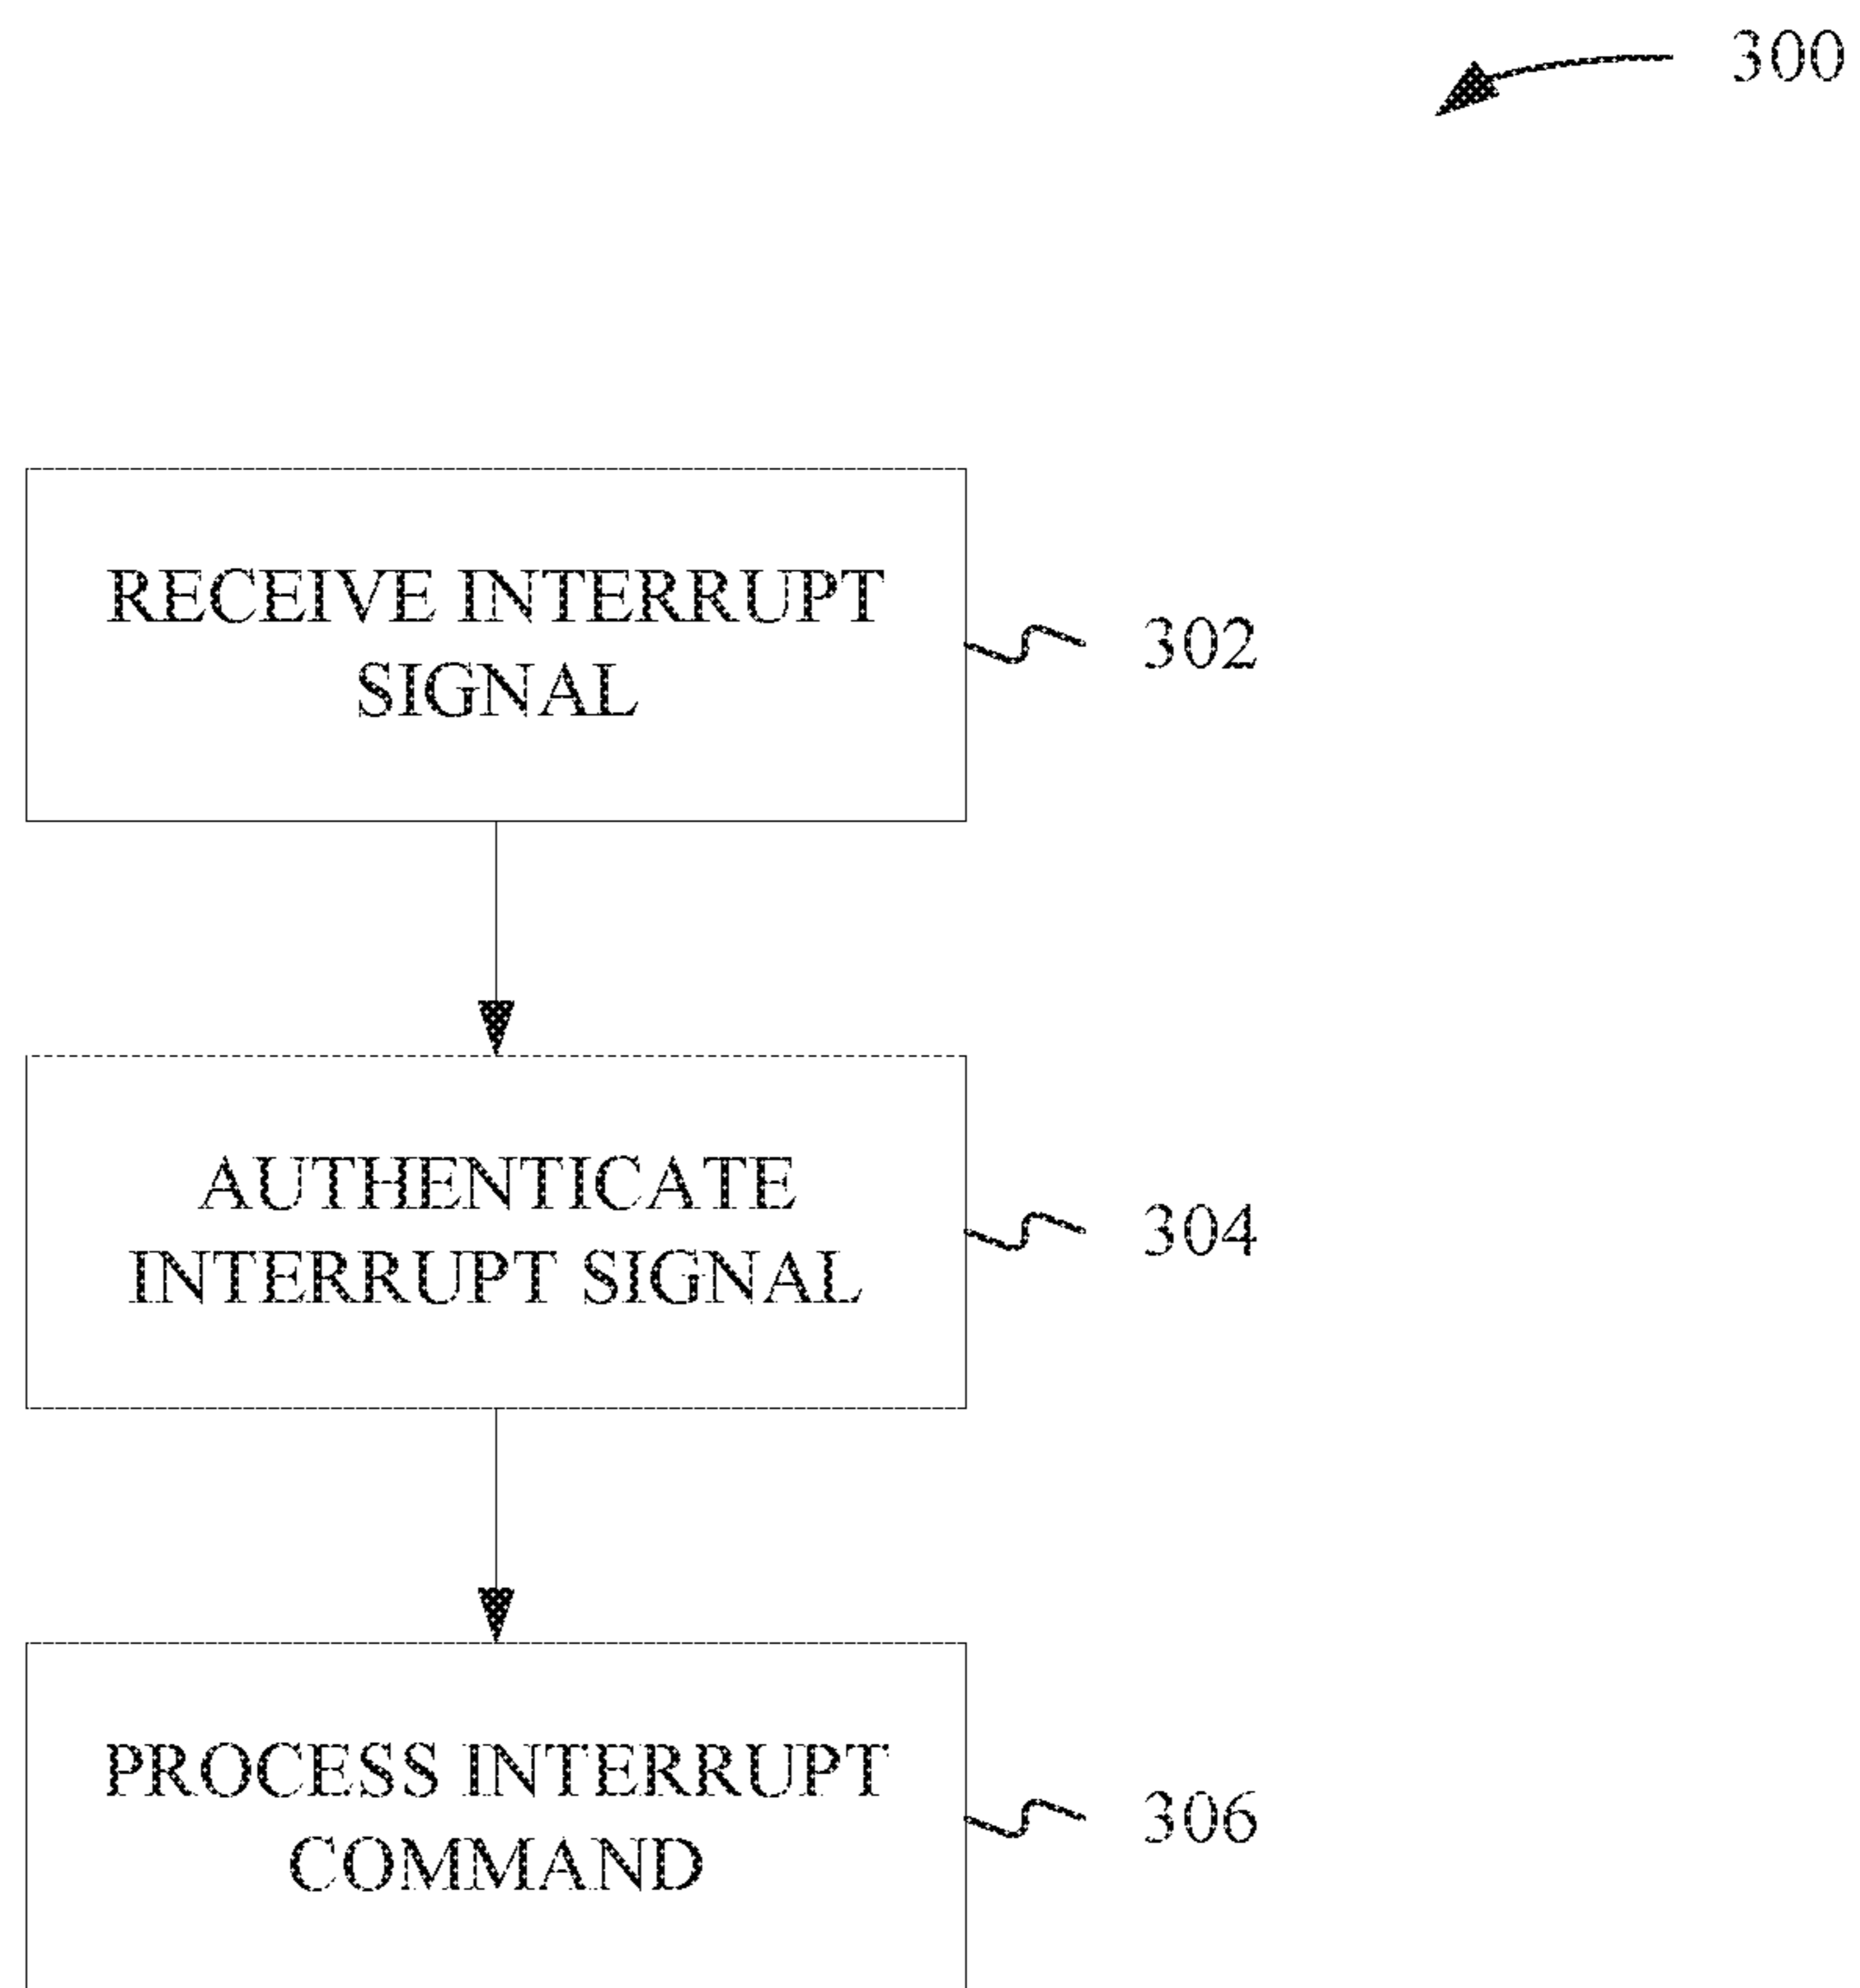 300
RECEIVE INTERRUPT
SIGNAL
302
AUTHENTICATE
INTERRUPT SIGNAL
304
PROCESS INTERRUPT
COMMAND
306